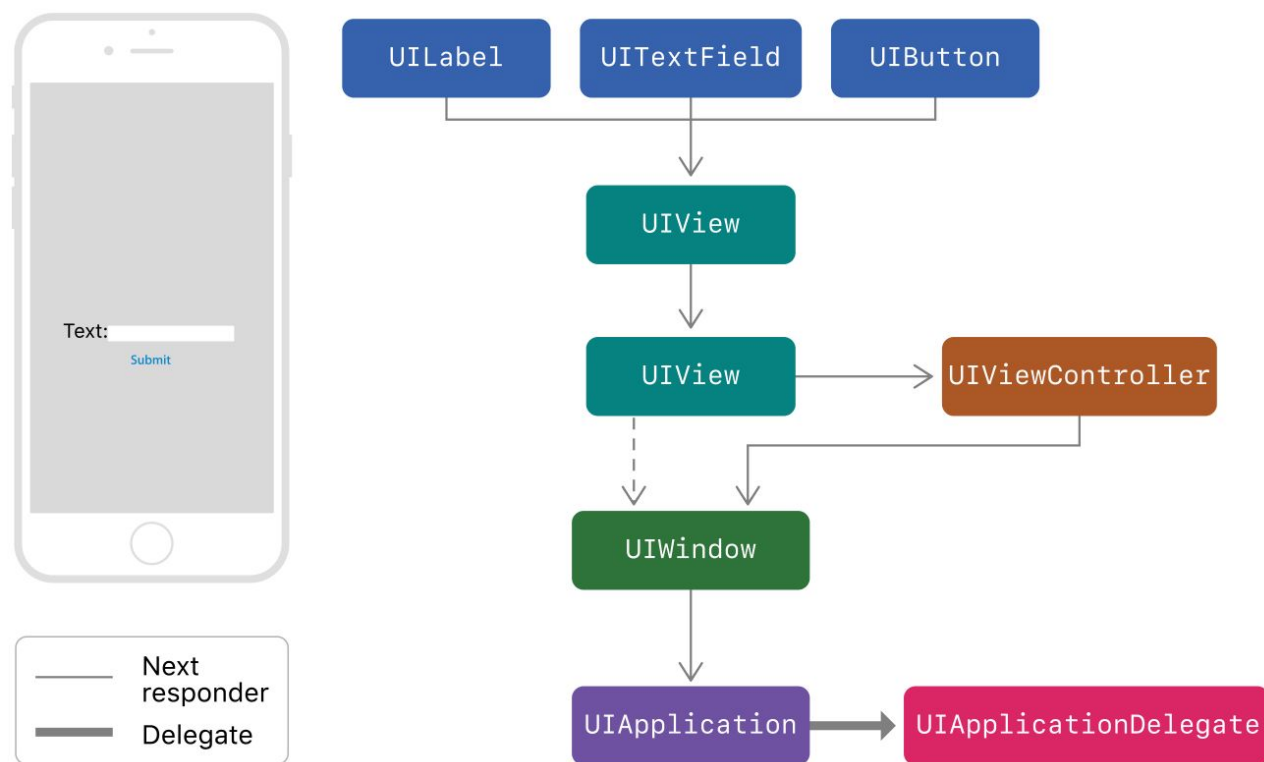 UILabel
UITextField
UIButton
UIView
Text:
Submit
UIView
UIViewController
UIWindow
Next
responder
Delegate
UIApplication
UIApplicationDelegate